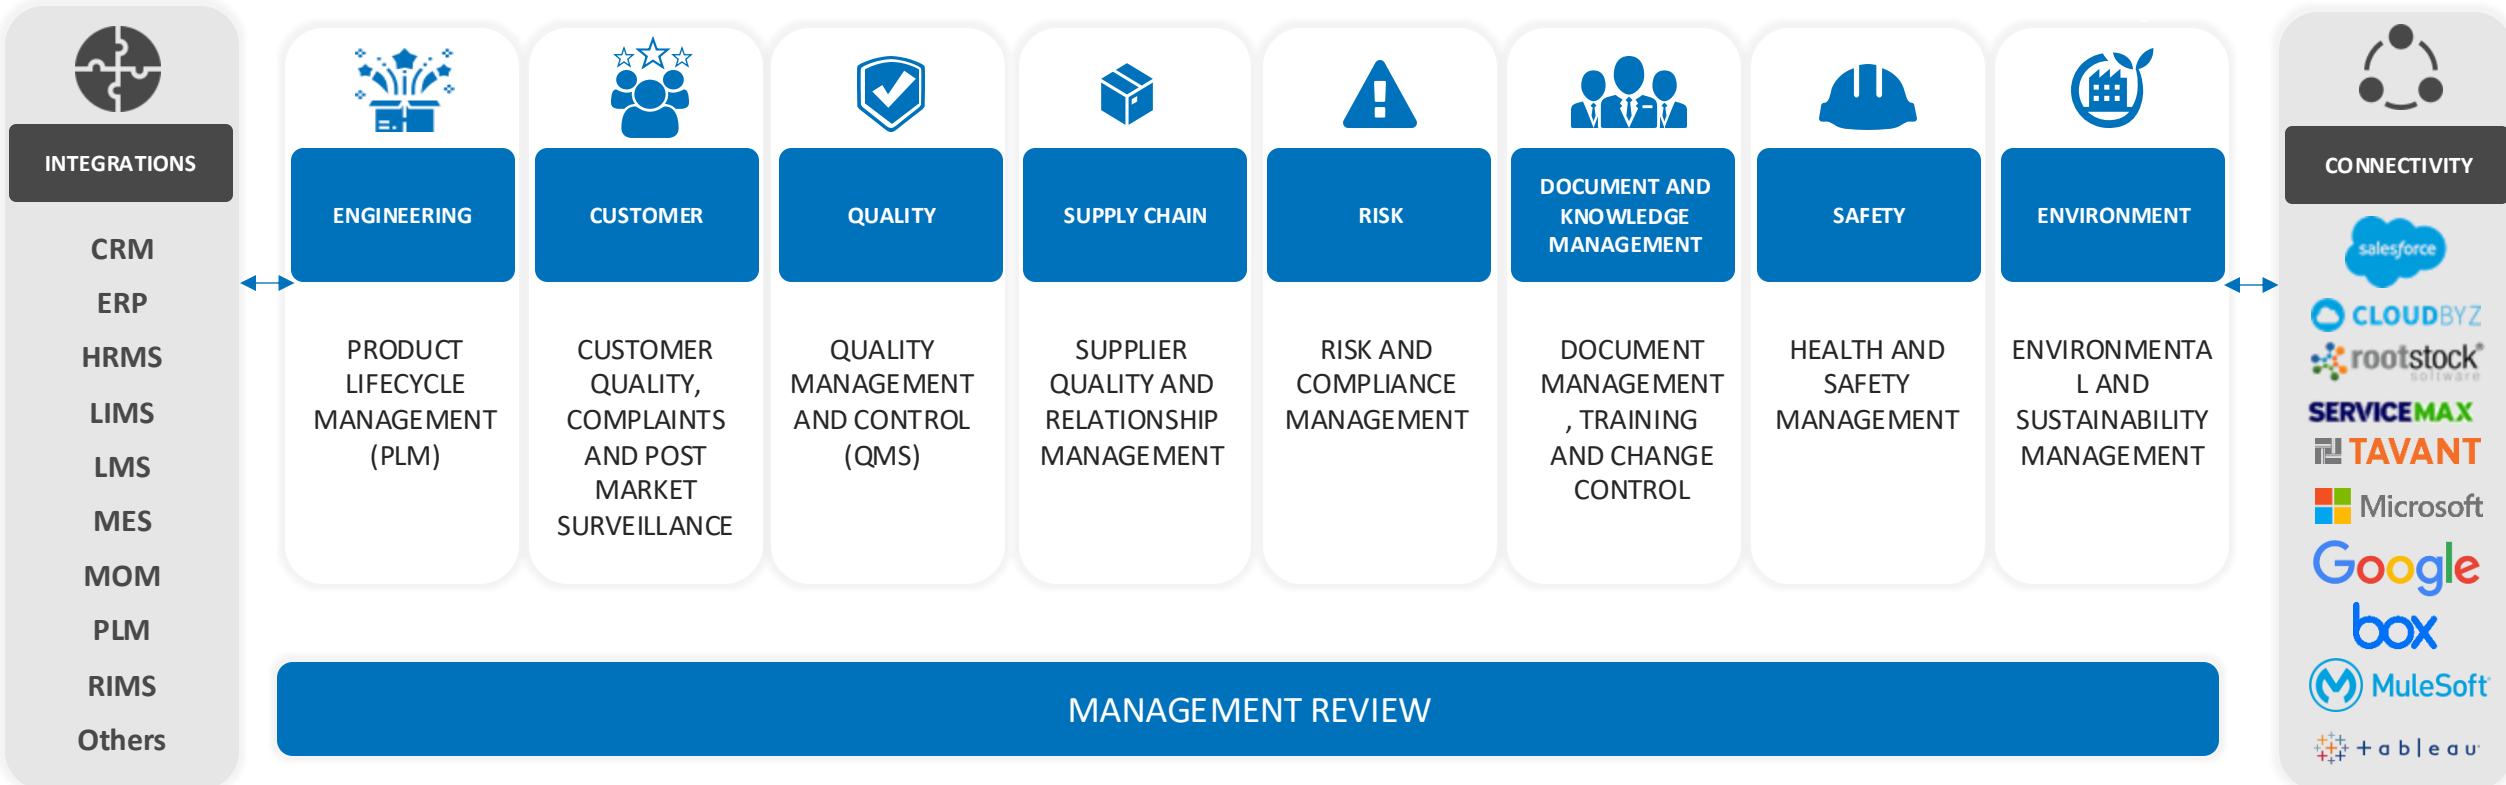 INTEGRATIONS
CRM
ERP
HRMS
LIMS
LMS
MES
MOM
PLM
RIMS
Others
ENGINEERING
PRODUCT
LIFECYCLE
MANAGEMENT
(PLM)
CUSTOMER
CUSTOMER
QUALITY,
COMPLAINTS
AND POST
MARKET
SURVEILLANCE
QUALITY
QUALITY
MANAGEMENT
AND CONTROL
(QMS)
SUPPLY CHAIN
SUPPLIER
QUALITY AND
RELATIONSHIP
MANAGEMENT
RISK
RISK AND
COMPLIANCE
MANAGEMENT
DOCUMENT AND
KNOWLEDGE
MANAGEMENT
DOCUMENT
MANAGEMENT
, TRAINING
AND CHANGE
CONTROL
SAFETY
HEALTH AND
SAFETY
MANAGEMENT
ENVIRONMENT
ENVIRONMENTA
L AND
SUSTAINABILITY
MANAGEMENT
MANAGEMENT REVIEW
CONNECTIVITY
salesforce
CLOUDBYZ
rootstock
software
SERVICEMAX
TAVANT
Microsoft
Google
box
MuleSoft
+ableau